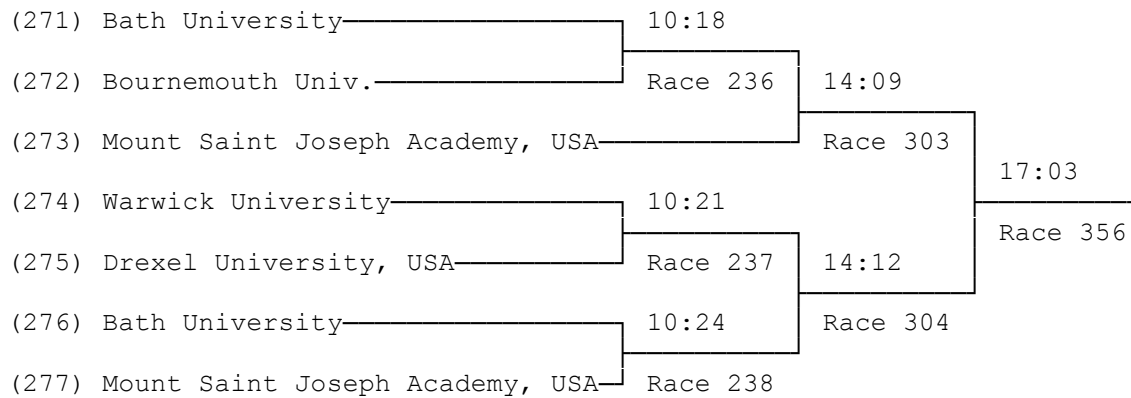 (271) Bath University 10:18
(272) Bournemouth Univ. Race 236 14:09
(273) Mount Saint Joseph Academy, USA Race 303
17:03
(274) Warwick University 10:21
Race 356
(275) Drexel University, USA Race 237 14:12
(276) Bath University 10:24 Race 304
(277) Mount Saint Joseph Academy, USA Race 238